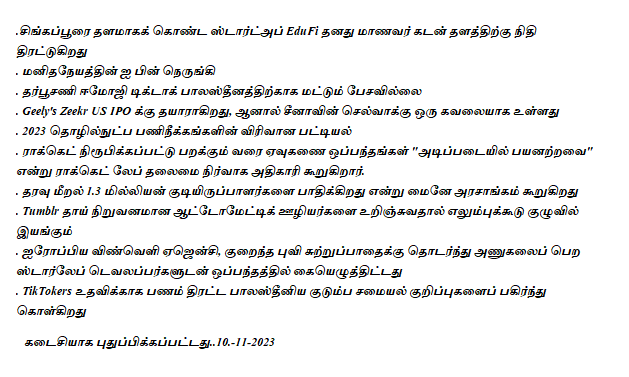 .சிங்கப்பூரை தளமாகக் கொண்ட ஸ்டார்ட்அப் EduFi தனது மாணவர் கடன் தளத்திற்கு நிதி
திரட்டுகிறது
. மனிதநேயத்தின் ஐ பின் நெருங்கி
. தர்பூசணி ஈமோஜி டிக்டாக் பாலஸ்தீனத்திற்காக மட்டும் பேசவில்லை
. Geely's Zeekr US IPO க்கு தயாராகிறது, ஆனால் சீனாவின் செல்வாக்கு ஒரு கவலையாக உள்ளது
. 2023 தொழில்நுட்ப பணிநீக்கங்களின் விரிவான பட்டியல்
. ராக்கெட் நிரூபிக்கப்பட்டு பறக்கும் வரை ஏவுகணை ஒப்பந்தங்கள் "அடிப்படையில் பயனற்றவை"
என்று ராக்கெட் லேப் தலைமை நிர்வாக அதிகாரி கூறுகிறார்.
. தரவு மீறல் 1.3 மில்லியன் குடியிருப்பாளர்களை பாதிக்கிறது என்று மைனே அரசாங்கம் கூறுகிறது
. Tumblr தாய் நிறுவனமான ஆட்டோமேட்டிக் ஊழியர்களை உறிஞ்சுவதால் எலும்புக்கூடு குழுவில்
இயங்கும்
. ஐரோப்பிய விண்வெளி ஏஜென்சி, குறைந்த புவி சுற்றுப்பாதைக்கு தொடர்ந்து அணுகலைப் பெற
ஸ்டார்லேப் டெவலப்பர்களுடன் ஒப்பந்தத்தில் கையெழுத்திட்டது
. TikTokers உதவிக்காக பணம் திரட்ட பாலஸ்தீனிய குடும்ப சமையல் குறிப்புகளைப் பகிர்ந்து
கொள்கிறது
கடைசியாக புதுப்பிக்கப்பட்டது..10.-11-2023